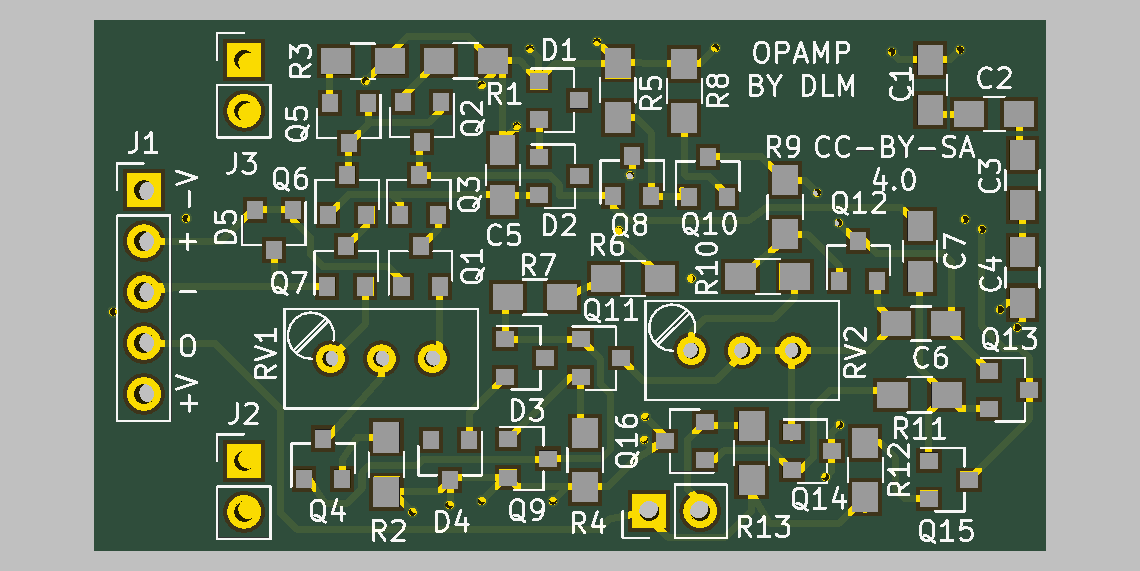 R3
D1
OPAMP
BY DLM
R1
R5
R8
C1
C2
Q5
Q2
J1
J3
R9
CC-BY-SA
4.0
C3
-V
Q6
Q3
D5
C5
D2
Q8
Q10
Q12
+
R6
C7
Q7
Q1
R7
R10
C4
-
Q11
RV1
RV2
Q13
O
C6
+V
D3
J2
Q16
R11
R12
Q4
R2
D4
Q9
R4
R13
Q14
Q15